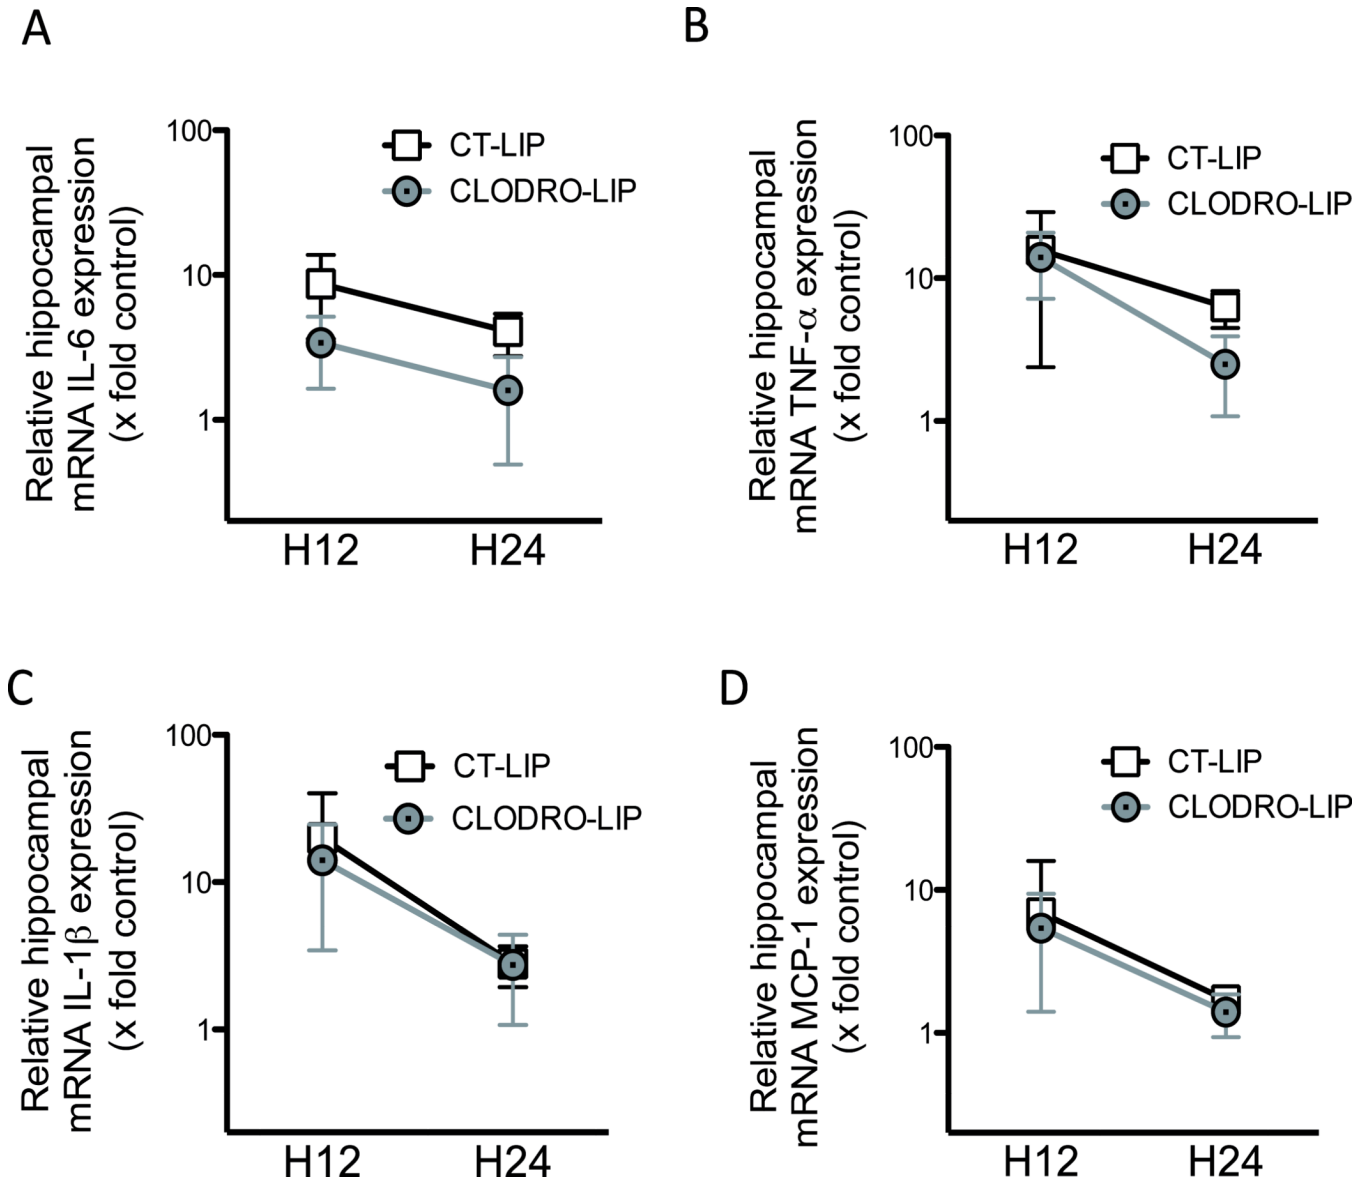 A
Relative hippocampal
mRNA IL-6 expression
(x fold control)
100
10
1
CT-LIP
CLODRO-LIP
H12
H24
B
Relative hippocampal
mRNA TNF-α expression
(x fold control)
100
10
1
CT-LIP
CLODRO-LIP
H12
H24
C
Relative hippocampal
mRNA IL-1β expression
(x fold control)
100
10
1
CT-LIP
CLODRO-LIP
H12
H24
D
Relative hippocampal
mRNA MCP-1 expression
(x fold control)
100
10
1
CT-LIP
CLODRO-LIP
H12
H24